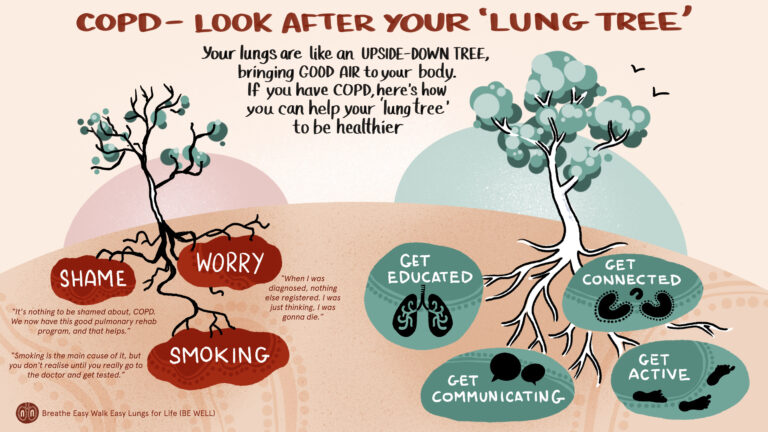 COPD – LOOK AFTER YOUR ‘LUNG TREE’
Your lungs are like an UPSIDE-DOWN TREE,
bringing GOOD AIR to your body.
If you have COPD, here's how
you can help your ‘lung tree’
to be healthier
SHAME
WORRY
SMOKING
"It's nothing to be shamed about, COPD.
We now have this good pulmonary rehab
program, and that helps."
"Smoking is the main cause of it, but
you don't realise until you really go to
the doctor and get tested."
"When I was
diagnosed, nothing
else registered. I was
just thinking, I was
gonna die."
GET
EDUCATED
GET
CONNECTED
GET
COMMUNICATING
GET
ACTIVE
Breathe Easy Walk Easy Lungs for Life (BE WELL)